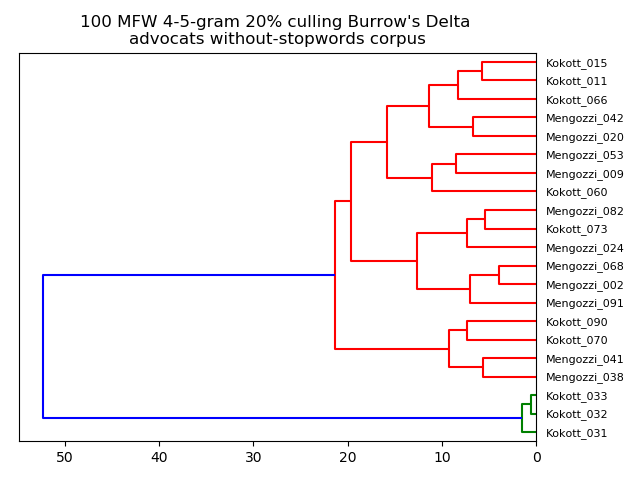 100 MFW 4-5-gram 20% culling Burrow's Delta
advocats without-stopwords corpus
Kokott_015
Kokott_011
Kokott_066
Mengozzi_042
Mengozzi_020
Mengozzi_053
Mengozzi_009
Kokott_060
Mengozzi_082
Kokott_073
Mengozzi_024
Mengozzi_068
Mengozzi_002
Mengozzi_091
Kokott_090
Kokott_070
Mengozzi_041
Mengozzi_038
Kokott_033
Kokott_032
Kokott_031
50 40 30 20 10 0